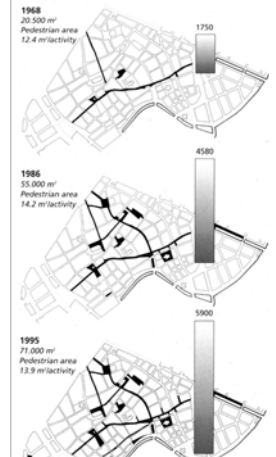 1968
20.500 m²
Pedestrian area
12.4 m²/activity
1750
1986
55.000 m²
Pedestrian area
14.2 m²/activity
4580
1995
71.000 m²
Pedestrian area
13.9 m²/activity
5900